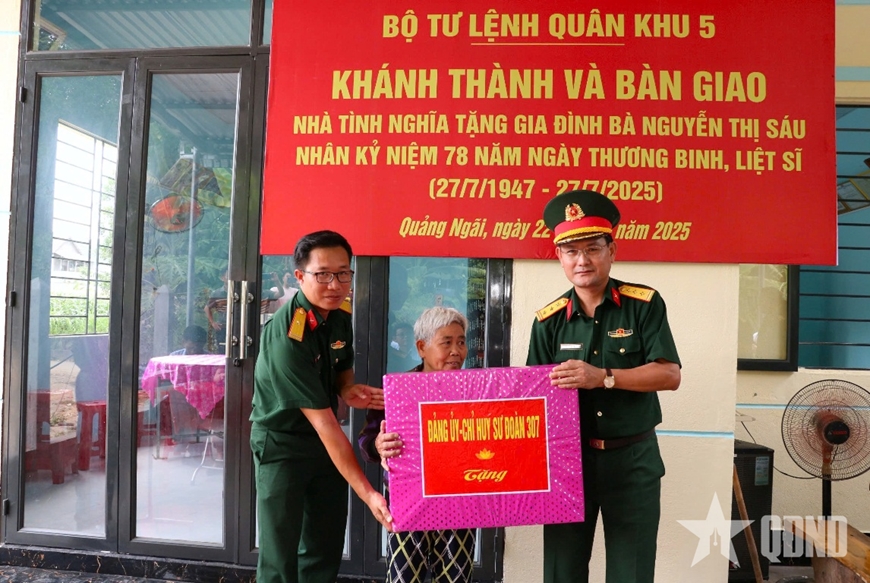 BỘ TƯ LỆNH QUÂN KHU 5
KHÁNH THÀNH VÀ BÀN GIAO
NHÀ TÌNH NGHĨA TẶNG GIA ĐÌNH BÀ NGUYỄN THỊ SÁU
NHÂN KỶ NIỆM 78 NĂM NGÀY THƯƠNG BINH, LIỆT SĨ
(27/7/1947 - 27/7/2025)
Quảng Ngãi, ngày 22 năm 2025
ĐẢNG ỦY-CHỈ HUY SƯ ĐOÀN 307
Tặng
QĐND